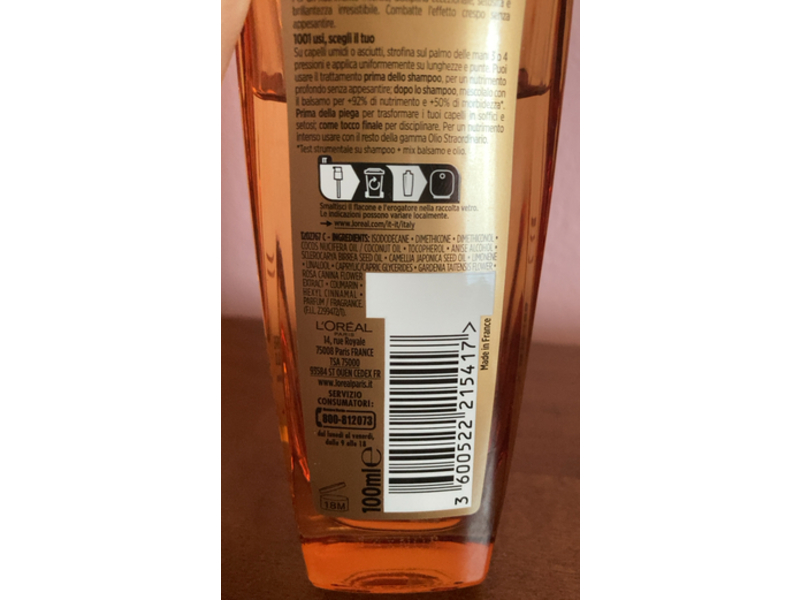 brillantezza irresistibile. Combatte l'effetto crespo senza
appesantire.
1001 usi, scegli il tuo
Su capelli umidi o asciutti, strofina sul palmo delle mani 3 o 4
pressioni e applica uniformemente su lunghezze e punte. Puoi
usare il trattamento prima dello shampoo, per un nutrimento
profondo senza appesantire; dopo lo shampoo, mescolalo con
il balsamo per +92% di nutrimento e +50% di morbidezza*.
Prima della piega per trasformare i tuoi capelli in soffici e
setosi; come tocco finale per disciplinare. Per un nutrimento
intenso usare con il resto della gamma Olio Straordinario.
*Test strumentale su shampoo + mix balsamo e olio.
IT
Smaltisci il flacone e l'erogatore nella raccolta vetro.
Le indicazioni possono variare localmente.
www.loreal.com/it-it/italy
C - INGREDIENTS: ISODODECANE • DIMETHICONE • DIMETHICONOL •
COCOS NUCIFERA OIL / COCONUT OIL • TOCOPHEROL • ANISE ALCOHOL •
SCLEROCARYA BIRREA SEED OIL • CAMELLIA JAPONICA SEED OIL • LIMONENE
• LINALOOL • CAPRYLIC/CAPRIC GLYCERIDES • GARDENIA TAITENSIS FLOWER •
ROSA CANINA FLOWER
EXTRACT • COUMARIN •
HEXYL CINNAMAL •
PARFUM / FRAGRANCE.
(F.I.L. Z299472/1).
L'ORÉAL
PARIS
14, rue Royale
75008 Paris FRANCE
TSA 75000
93584 ST OUEN CEDEX FR
www.lorealparis.it
SERVIZIO
CONSUMATORI:
800-812073
dal lunedì al venerdì,
dalle 9 alle 18
18M
100ml e
3 600522 215417 >
Made in France